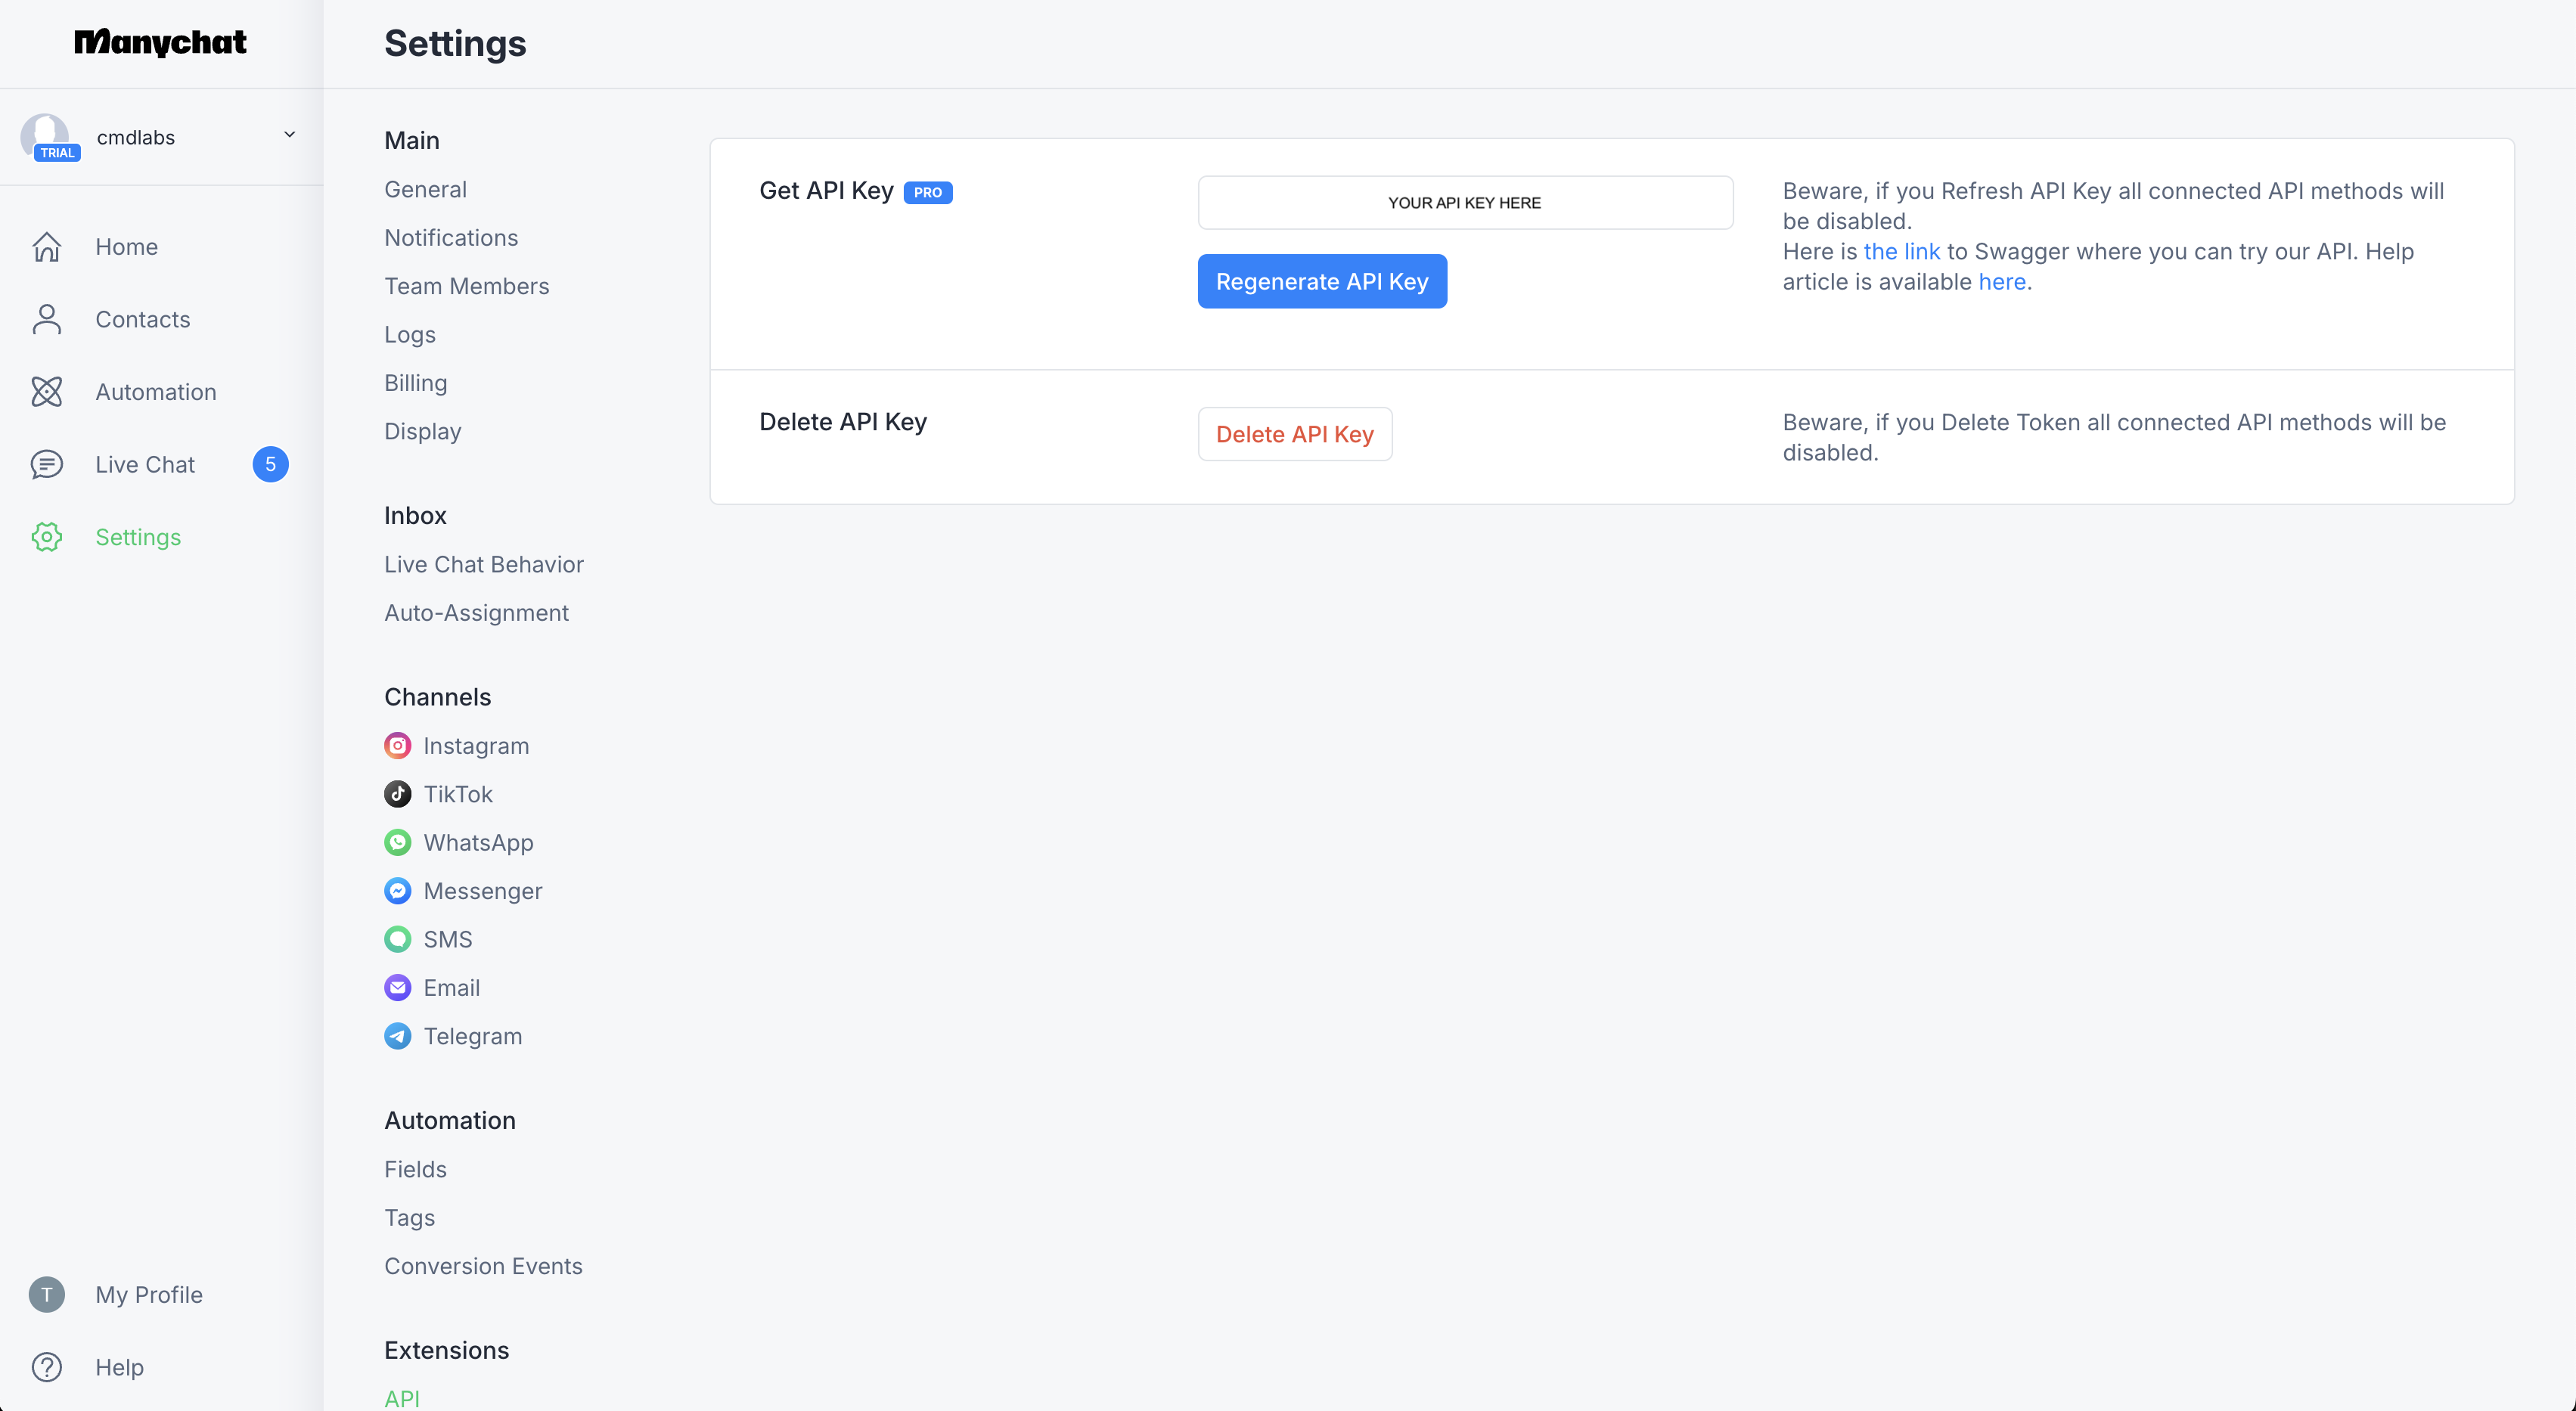 Manychat
TRIAL
cmdlabs
Home
Contacts
Automation
Live Chat
5
Settings
T
My Profile
Help
Settings
Main
General
Notifications
Team Members
Logs
Billing
Display
Inbox
Live Chat Behavior
Auto-Assignment
Channels
Instagram
TikTok
WhatsApp
Messenger
SMS
Email
Telegram
Automation
Fields
Tags
Conversion Events
Extensions
API
Get API Key PRO
YOUR API KEY HERE
Regenerate API Key
Beware, if you Refresh API Key all connected API methods will
be disabled.
Here is the link to Swagger where you can try our API. Help
article is available here.
Delete API Key
Delete API Key
Beware, if you Delete Token all connected API methods will be
disabled.